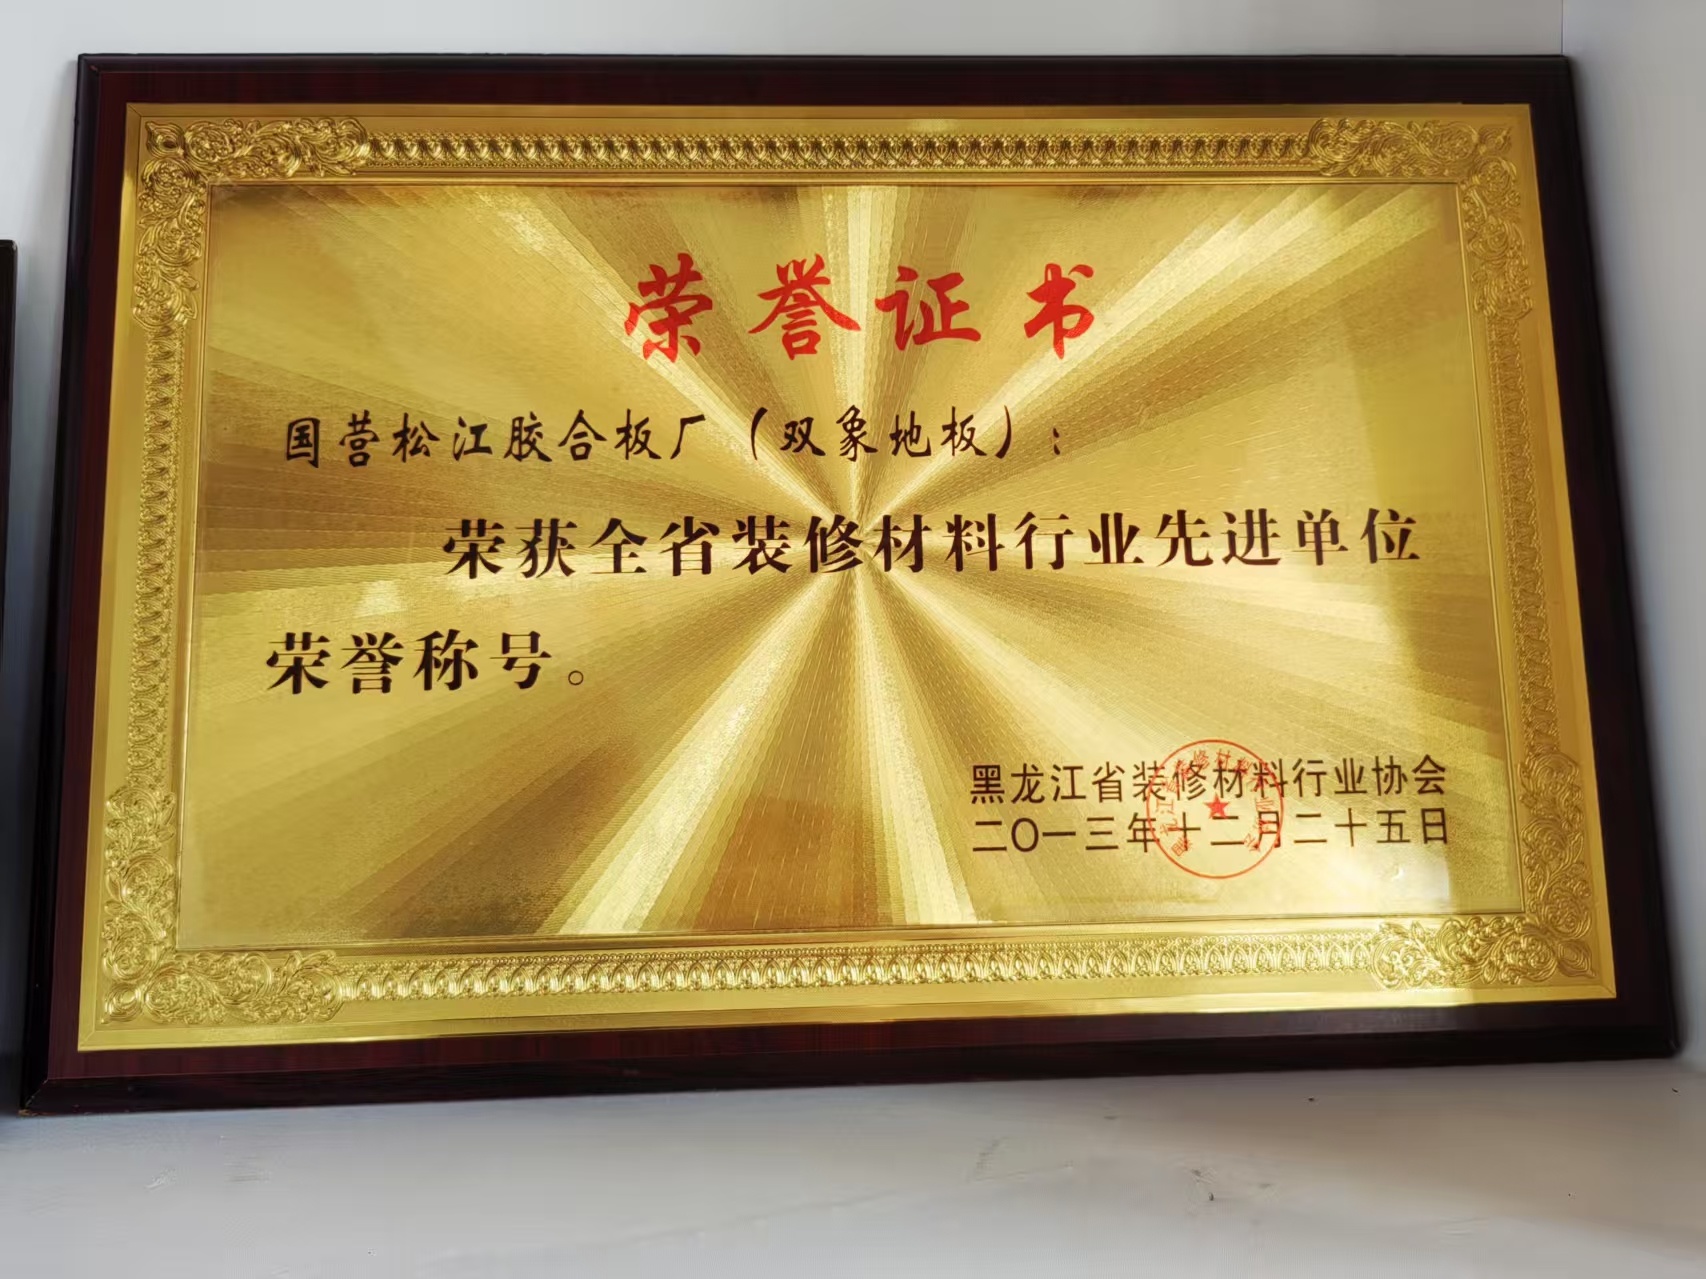 荣誉证书
国营松江胶合板厂（双象地板）：
荣获全省装修材料行业先进单位
荣誉称号。
黑龙江省装修材料行业协会
二〇一三年十二月二十五日